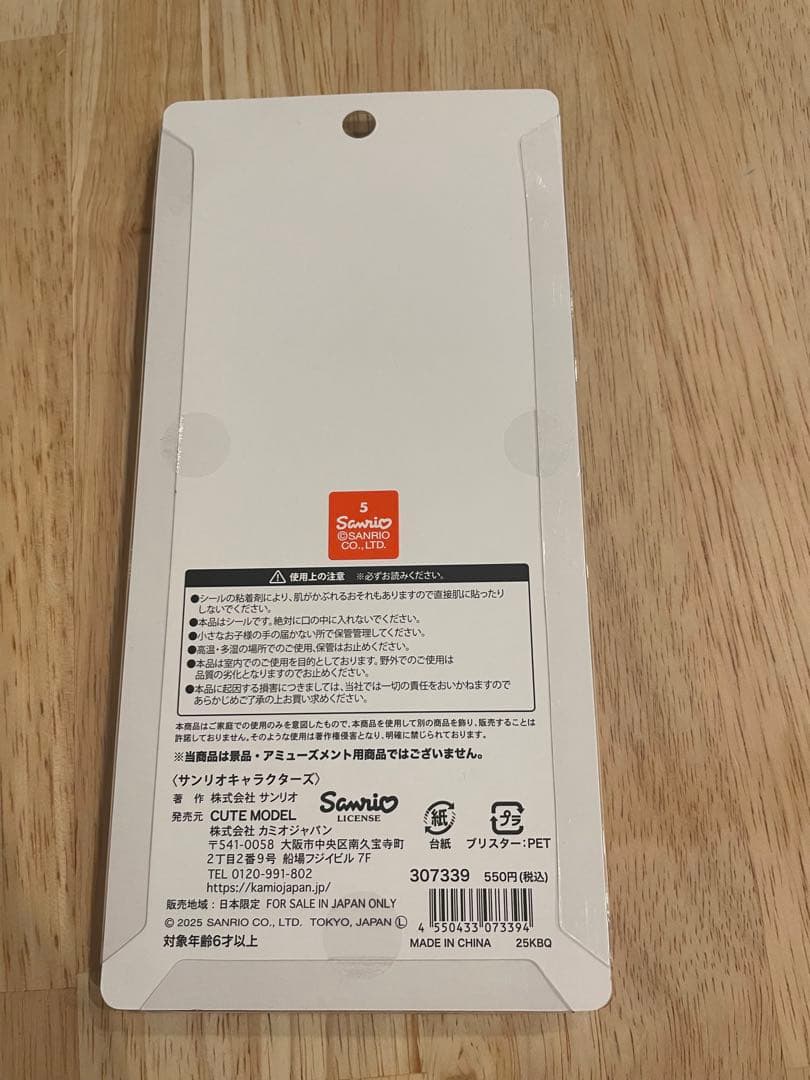 5
Sanrio
©SANRIO
CO., LTD.
使用上の注意 ※必ずお読みください。
●シールの粘着剤により、肌がかぶれるおそれもありますので直接肌に貼ったり
しないでください。
●本品はシールです。絶対に口の中に入れないでください。
●小さなお子様の手の届かない所で保管管理してください。
●高温・多湿の場所でのご使用、保管はお止めください。
●本品は室内でのご使用を目的としております。野外でのご使用は
品質の劣化となりますのでお止めください。
●本品に起因する損害につきましては、当社では一切の責任をおいかねますので
あらかじめご了承の上お買い求めください。
本商品はご家庭での使用のみを意図したもので、本商品を使用して別の商品を飾り、販売することは
許諾しておりません。そのような使用は著作権侵害となり、明確に禁じられております。
※当商品は景品・アミューズメント用商品ではございません。
〈サンリオキャラクターズ〉
著 作 株式会社 サンリオ
発売元 CUTE MODEL
株式会社 カミオジャパン
〒541-0058 大阪市中央区南久宝寺町
2丁目2番9号 船場フジイビル 7F
TEL 0120-991-802
https://kamiojapan.jp/
販売地域:日本限定 FOR SALE IN JAPAN ONLY
© 2025 SANRIO CO., LTD. TOKYO, JAPAN Ⓛ
対象年齢6才以上
Sanrio
LICENSE
紙
台紙
プラ
ブリスター:PET
307339 550円(税込)
4 550433 073394
MADE IN CHINA 25KBQ